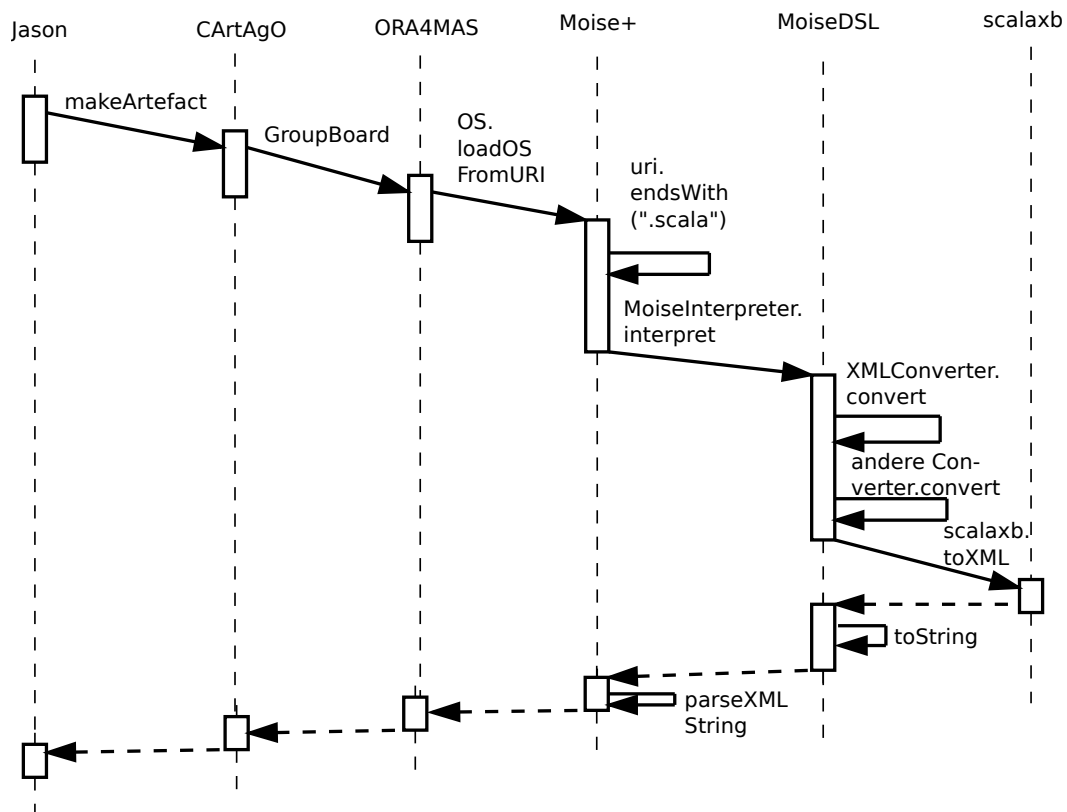 Jason
CArtAgO
ORA4MAS
Moise+
MoiseDSL
scalaxb
makeArtefact
GroupBoard
OS.
loadOS
FromURI
uri.
endsWith
(".scala")
MoiseInterpreter.
interpret
XMLConverter.
convert
andere Con-
verter.convert
scalaxb.
toXML
toString
parseXML
String